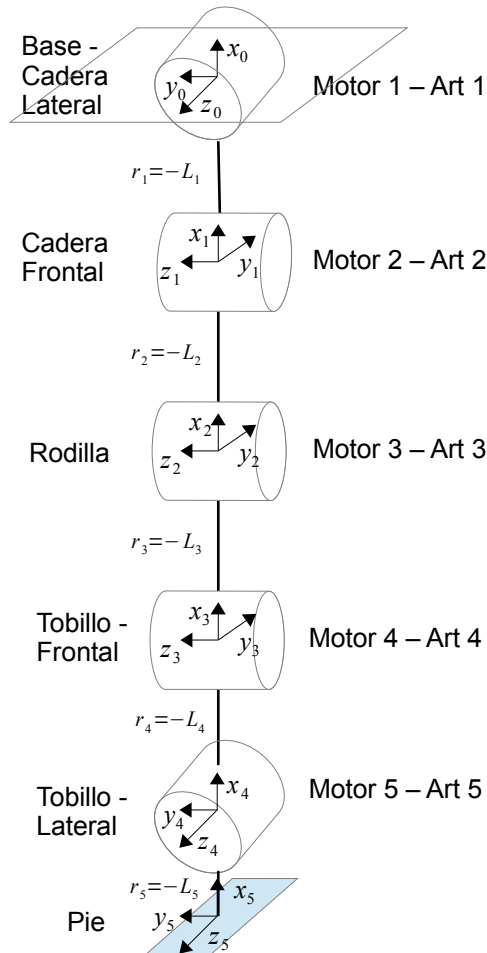 Base -
Cadera
Lateral
x₀
y₀
z₀
Motor 1 – Art 1
r₁=−L₁
Cadera
Frontal
x₁
z₁
y₁
Motor 2 – Art 2
r₂=−L₂
Rodilla
x₂
z₂
y₂
Motor 3 – Art 3
r₃=−L₃
Tobillo -
Frontal
x₃
z₃
y₃
Motor 4 – Art 4
r₄=−L₄
Tobillo -
Lateral
x₄
y₄
z₄
Motor 5 – Art 5
r₅=−L₅
x₅
Pie
y₅
z₅